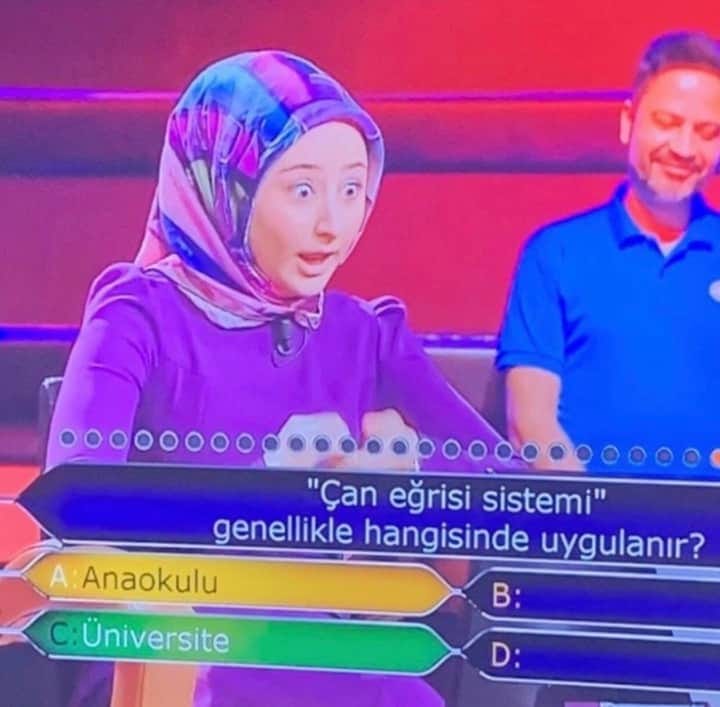 "Çan eğrisi sistemi"
genellikle hangisinde uygulanır?
A: Anaokulu
B:
C: Üniversite
D: